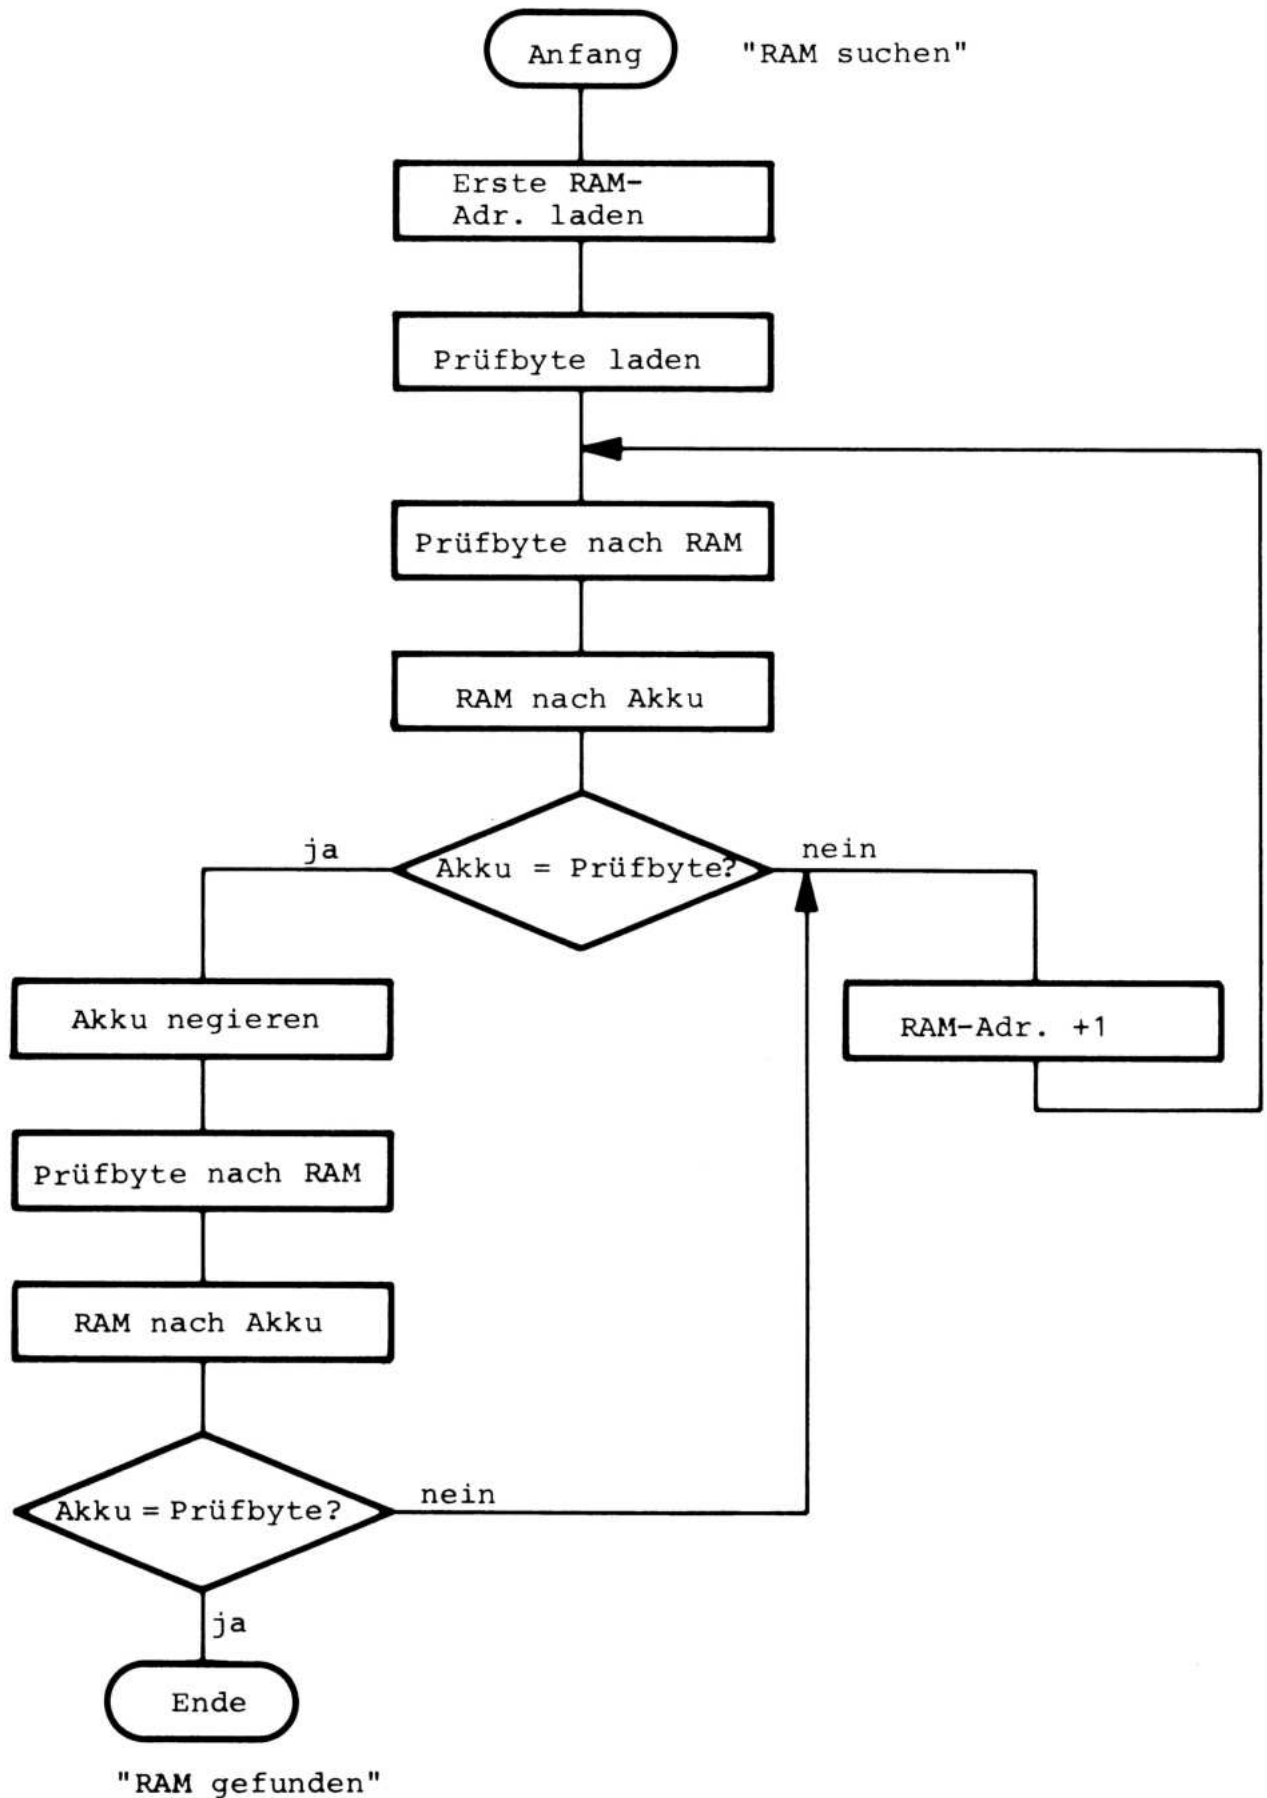 Anfang
"RAM suchen"
Erste RAM-
Adr. laden
Prüfbyte laden
Prüfbyte nach RAM
RAM nach Akku
ja
Akku = Prüfbyte?
nein
Akku negieren
RAM-Adr. +1
Prüfbyte nach RAM
RAM nach Akku
Akku = Prüfbyte?
nein
ja
Ende
"RAM gefunden"